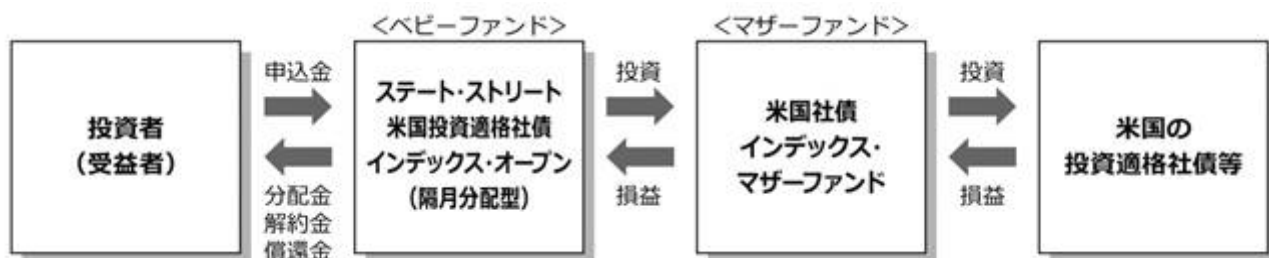 <ベビーファンド>
<マザーファンド>
投資者
(受益者)
申込金
分配金
解約金
償還金
ステート・ストリート
米国投資適格社債
インデックス・オープン
(隔月分配型)
投資
損益
米国社債
インデックス・
マザーファンド
投資
損益
米国の
投資適格社債等